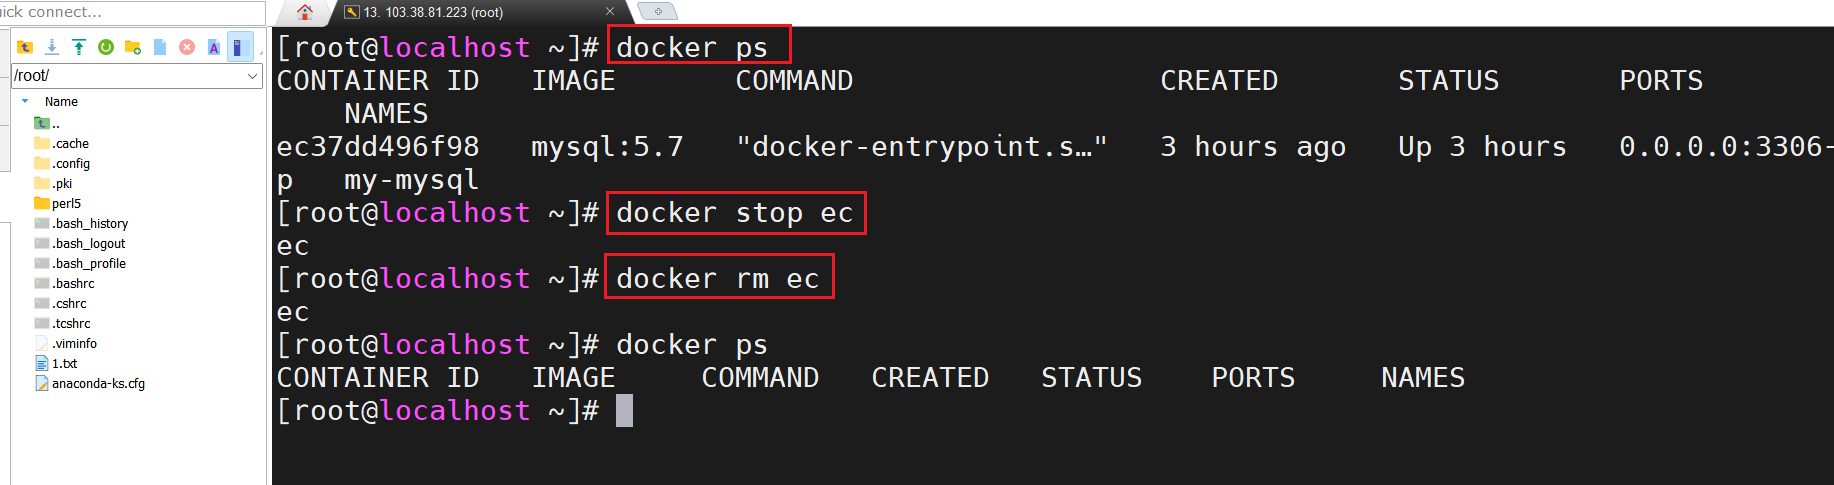 uick connect...
13. 103.38.81.223 (root)
/root/
Name
..
.cache
.config
.pki
perl5
.bash_history
.bash_logout
.bash_profile
.bashrc
.cshrc
.tcshrc
.viminfo
1.txt
anaconda-ks.cfg
[root@localhost ~]# docker ps
CONTAINER ID IMAGE COMMAND CREATED STATUS PORTS
NAMES
ec37dd496f98 mysql:5.7 "docker-entrypoint.s…" 3 hours ago Up 3 hours 0.0.0.0:3306-
p my-mysql
[root@localhost ~]# docker stop ec
ec
[root@localhost ~]# docker rm ec
ec
[root@localhost ~]# docker ps
CONTAINER ID IMAGE COMMAND CREATED STATUS PORTS NAMES
[root@localhost ~]#